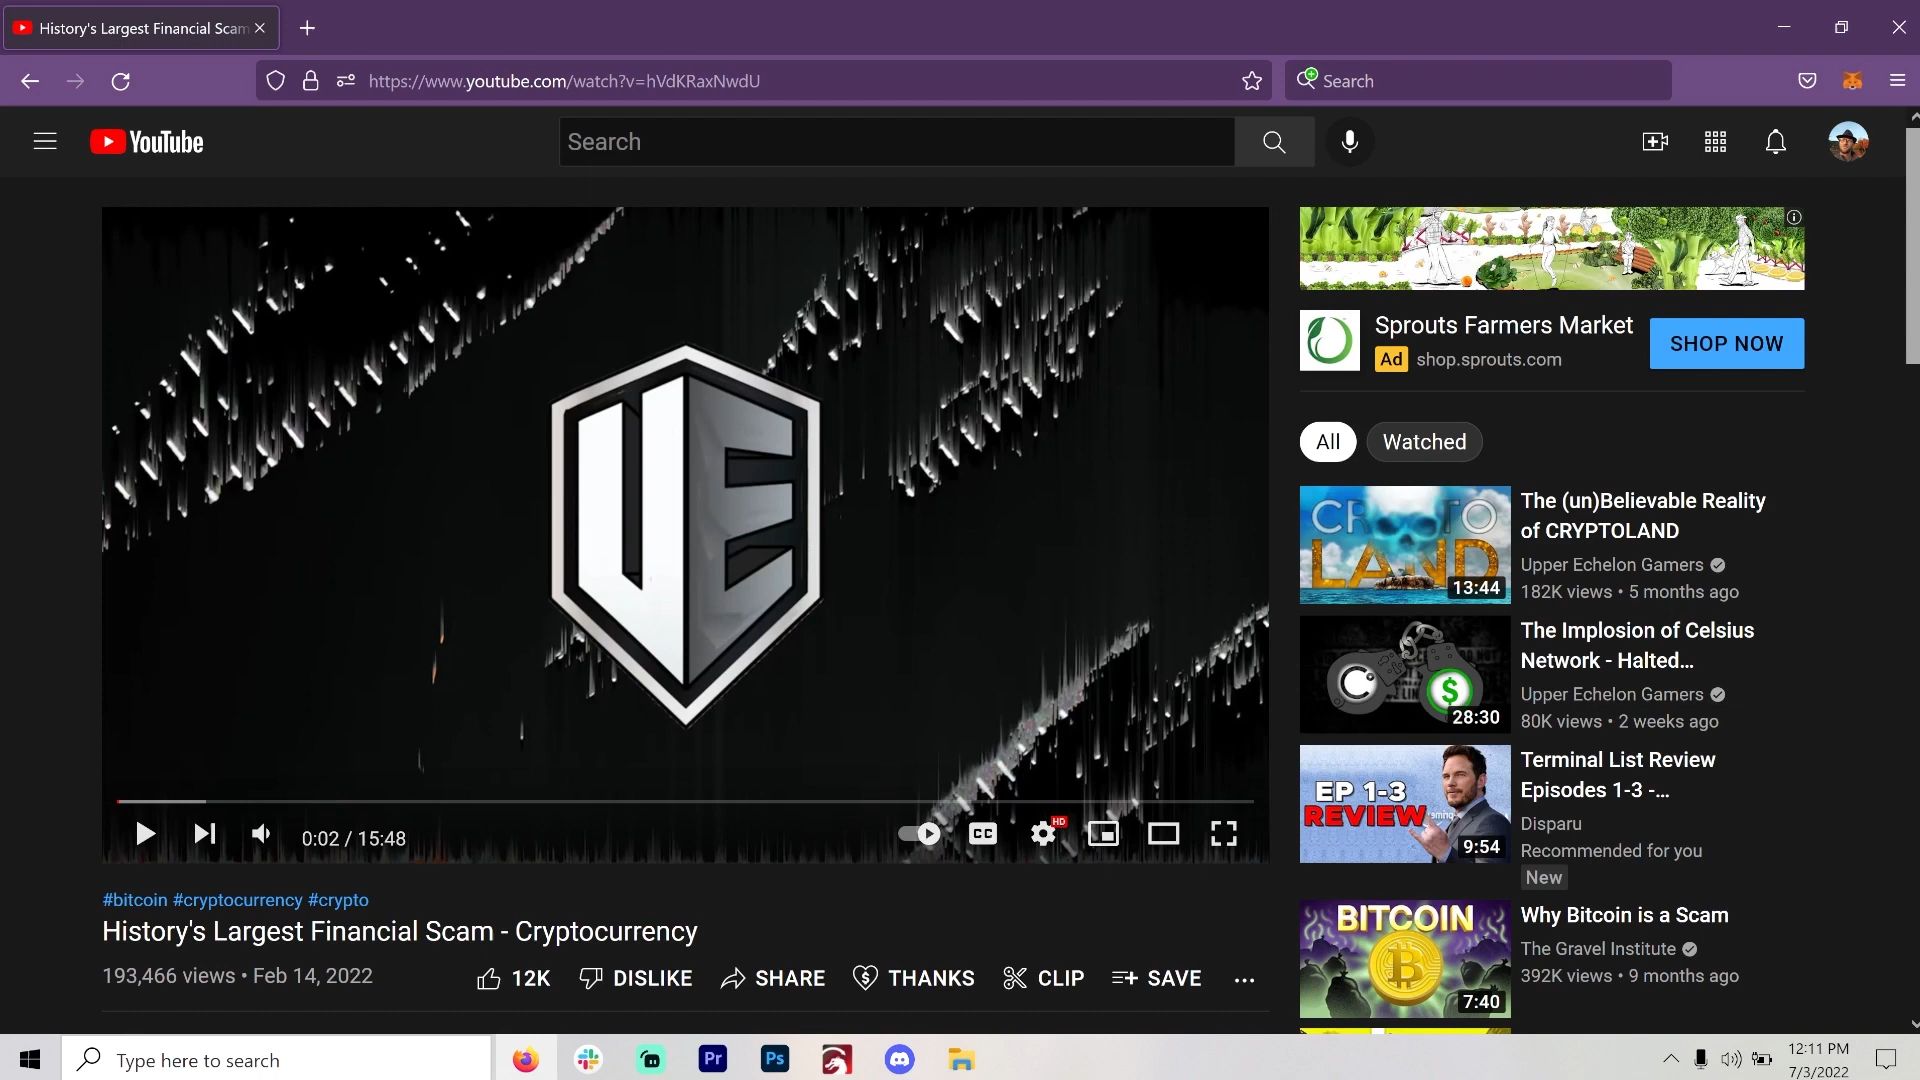 History's Largest Financial Scam
https://www.youtube.com/watch?v=hVdKRaxNwdU
Search
YouTube
Search
UE
0:02 / 15:48
CC
HD
#bitcoin #cryptocurrency #crypto
History's Largest Financial Scam - Cryptocurrency
193,466 views • Feb 14, 2022
12K
DISLIKE
SHARE
THANKS
CLIP
SAVE
Sprouts Farmers Market
Ad shop.sprouts.com
SHOP NOW
All
Watched
LAND
13:44
The (un)Believable Reality
of CRYPTOLAND
Upper Echelon Gamers
182K views • 5 months ago
28:30
The Implosion of Celsius
Network - Halted...
Upper Echelon Gamers
80K views • 2 weeks ago
EP 1-3
REVIEW
9:54
Terminal List Review
Episodes 1-3 -...
Disparu
Recommended for you
New
BITCOIN
7:40
Why Bitcoin is a Scam
The Gravel Institute
392K views • 9 months ago
Type here to search
Pr
Ps
12:11 PM
7/3/2022